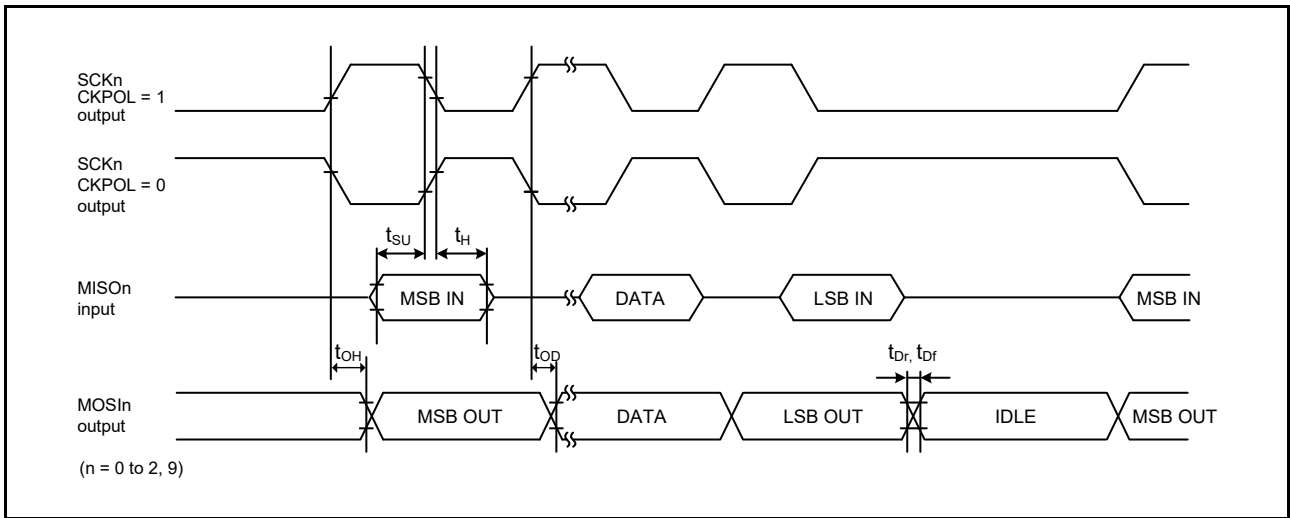 SCKn
CKPOL = 1
output
SCKn
CKPOL = 0
output
tSU
tH
MISOn
input
MSB IN
DATA
LSB IN
MSB IN
tOH
tOD
tDr, tDf
MOSIn
output
MSB OUT
DATA
LSB OUT
IDLE
MSB OUT
(n = 0 to 2, 9)